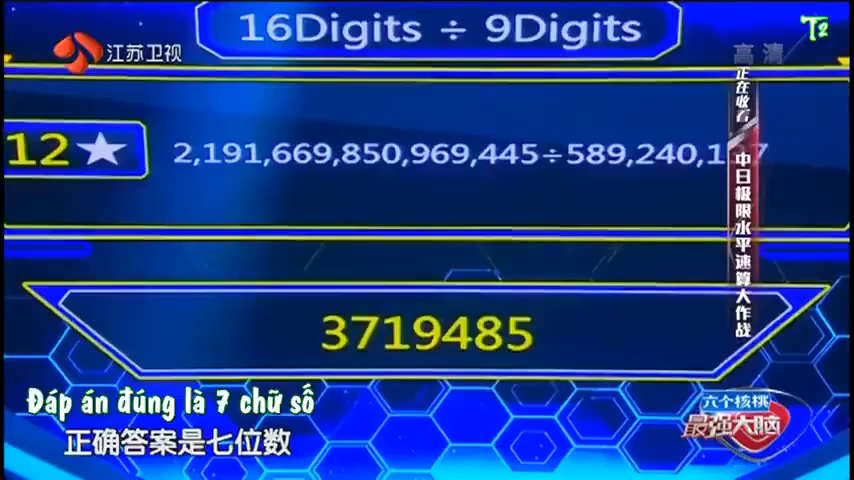 16Digits ÷ 9Digits
T2
江苏卫视
高清
正在收看
中日极限水平速算大作战
12★
2,191,669,850,969,445÷589,240,1
3719485
Đáp án đúng là 7 chữ số
正确答案是七位数
六个核桃
最强大脑